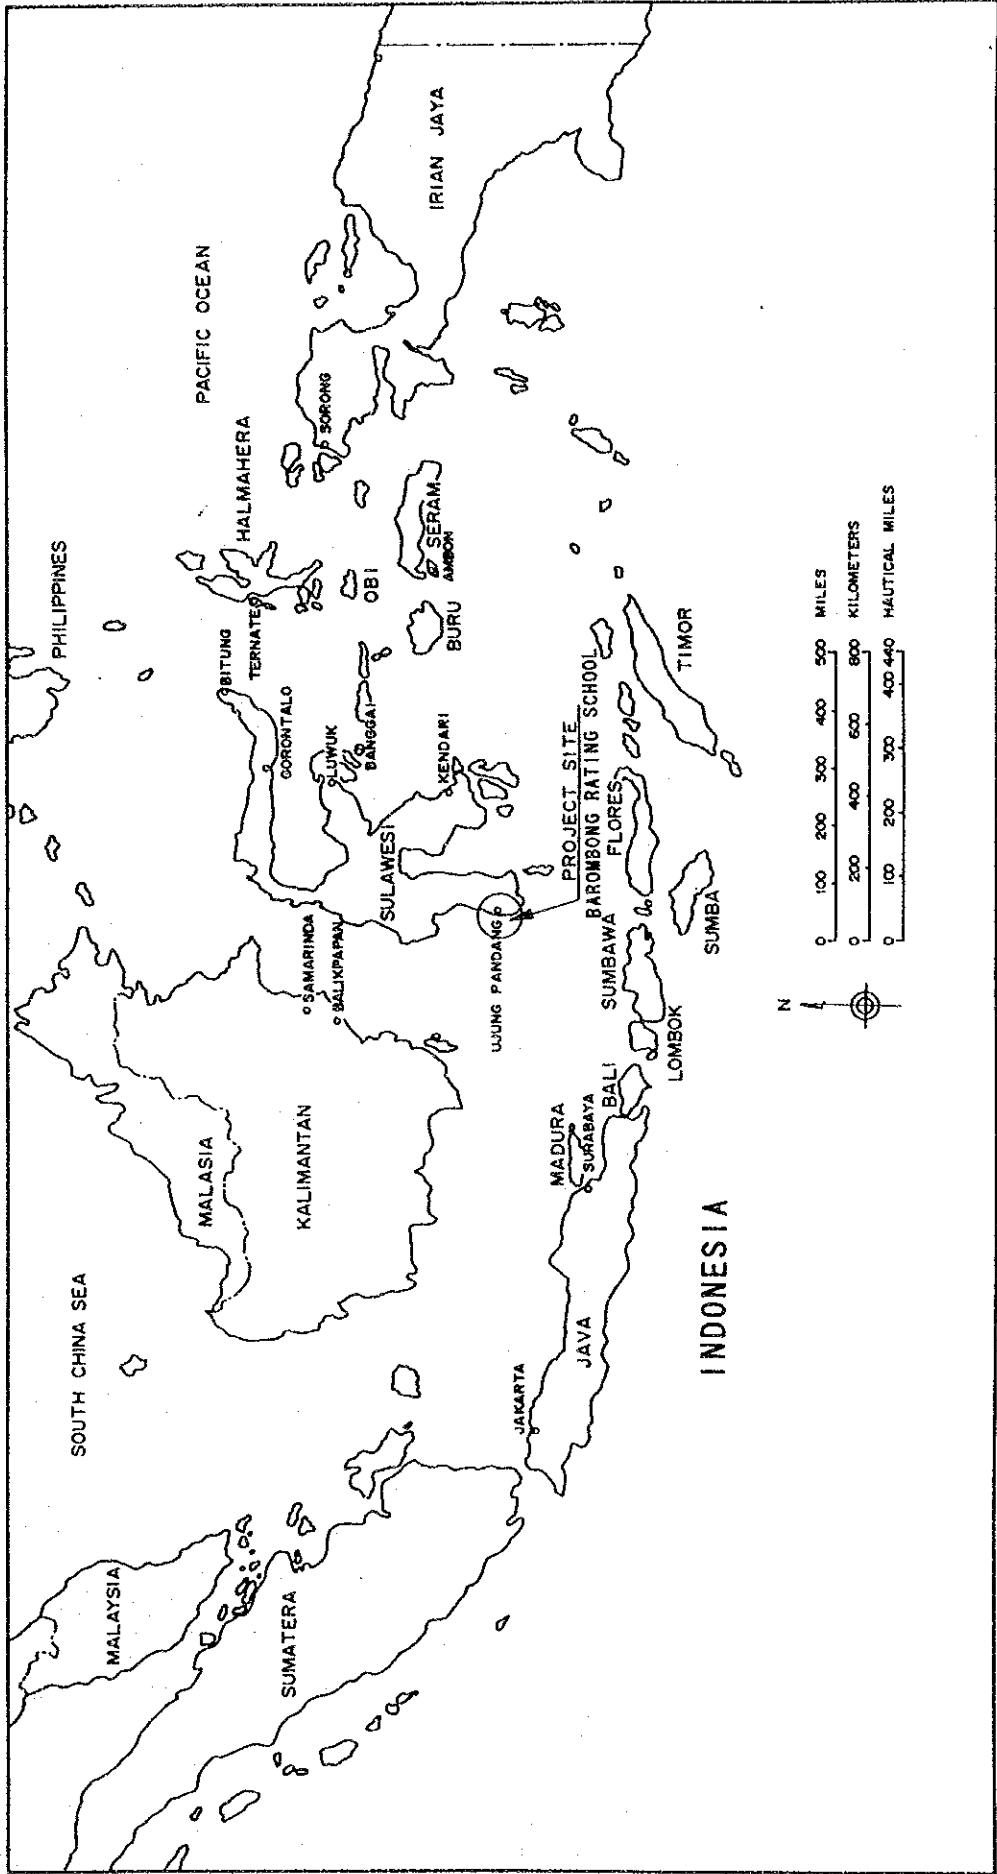 PHILIPPINES
SOUTH CHINA SEA
PACIFIC OCEAN
MALAYSIA
MALASIA
HALMAHERA
BITUNG
TERNATE
GORONTALO
SAMARINDA
BALIKPAPAN
KALIMANTAN
SUMATERA
LUWUK
BANGGAI
OBI
SORONG
SULAWESI
KENDARI
BURU
SERAM
AMBON
IRIAN JAYA
UJUNG PANDANG
PROJECT SITE
BAROMBONG RATING SCHOOL
JAKARTA
JAVA
MADURA
SURABAYA
BALI
LOMBOK
SUMBAWA
FLORES
SUMBA
TIMOR
INDONESIA
N
0 100 200 300 400 500 MILES
0 200 400 600 800 KILOMETERS
0 100 200 300 400 440 HAUTICAL MILES